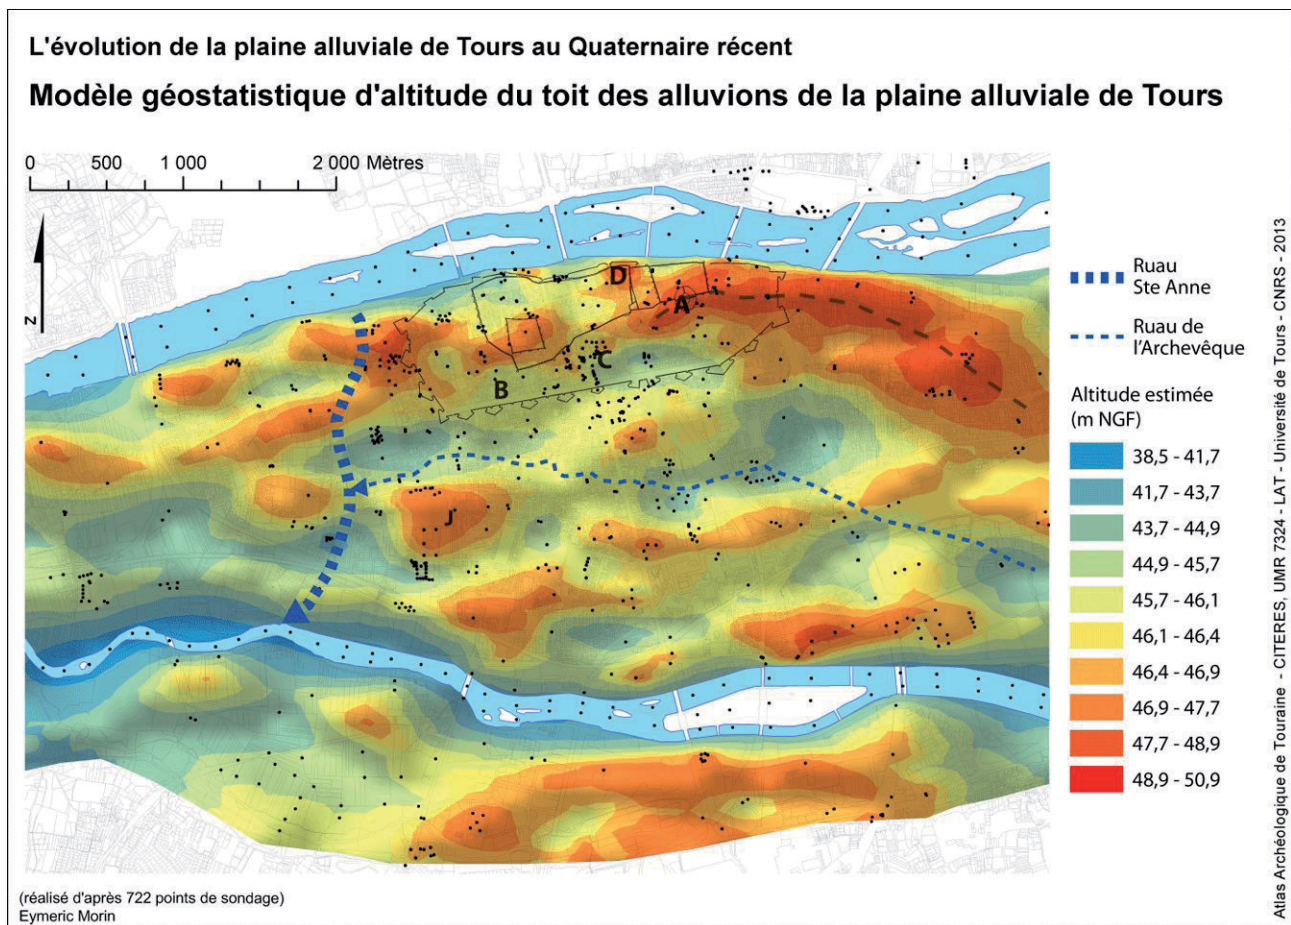 L'évolution de la plaine alluviale de Tours au Quaternaire récent
Modèle géostatistique d'altitude du toit des alluvions de la plaine alluviale de Tours
0 500 1 000 2 000 Mètres
N
D
A
C
B
J
Ruau
Ste Anne
Ruau de
l'Archevêque
Altitude estimée
(m NGF)
38,5 - 41,7
41,7 - 43,7
43,7 - 44,9
44,9 - 45,7
45,7 - 46,1
46,1 - 46,4
46,4 - 46,9
46,9 - 47,7
47,7 - 48,9
48,9 - 50,9
Atlas Archéologique de Touraine - CITERES, UMR 7324 - LAT - Université de Tours - CNRS - 2013
(réalisé d'après 722 points de sondage)
Eymeric Morin